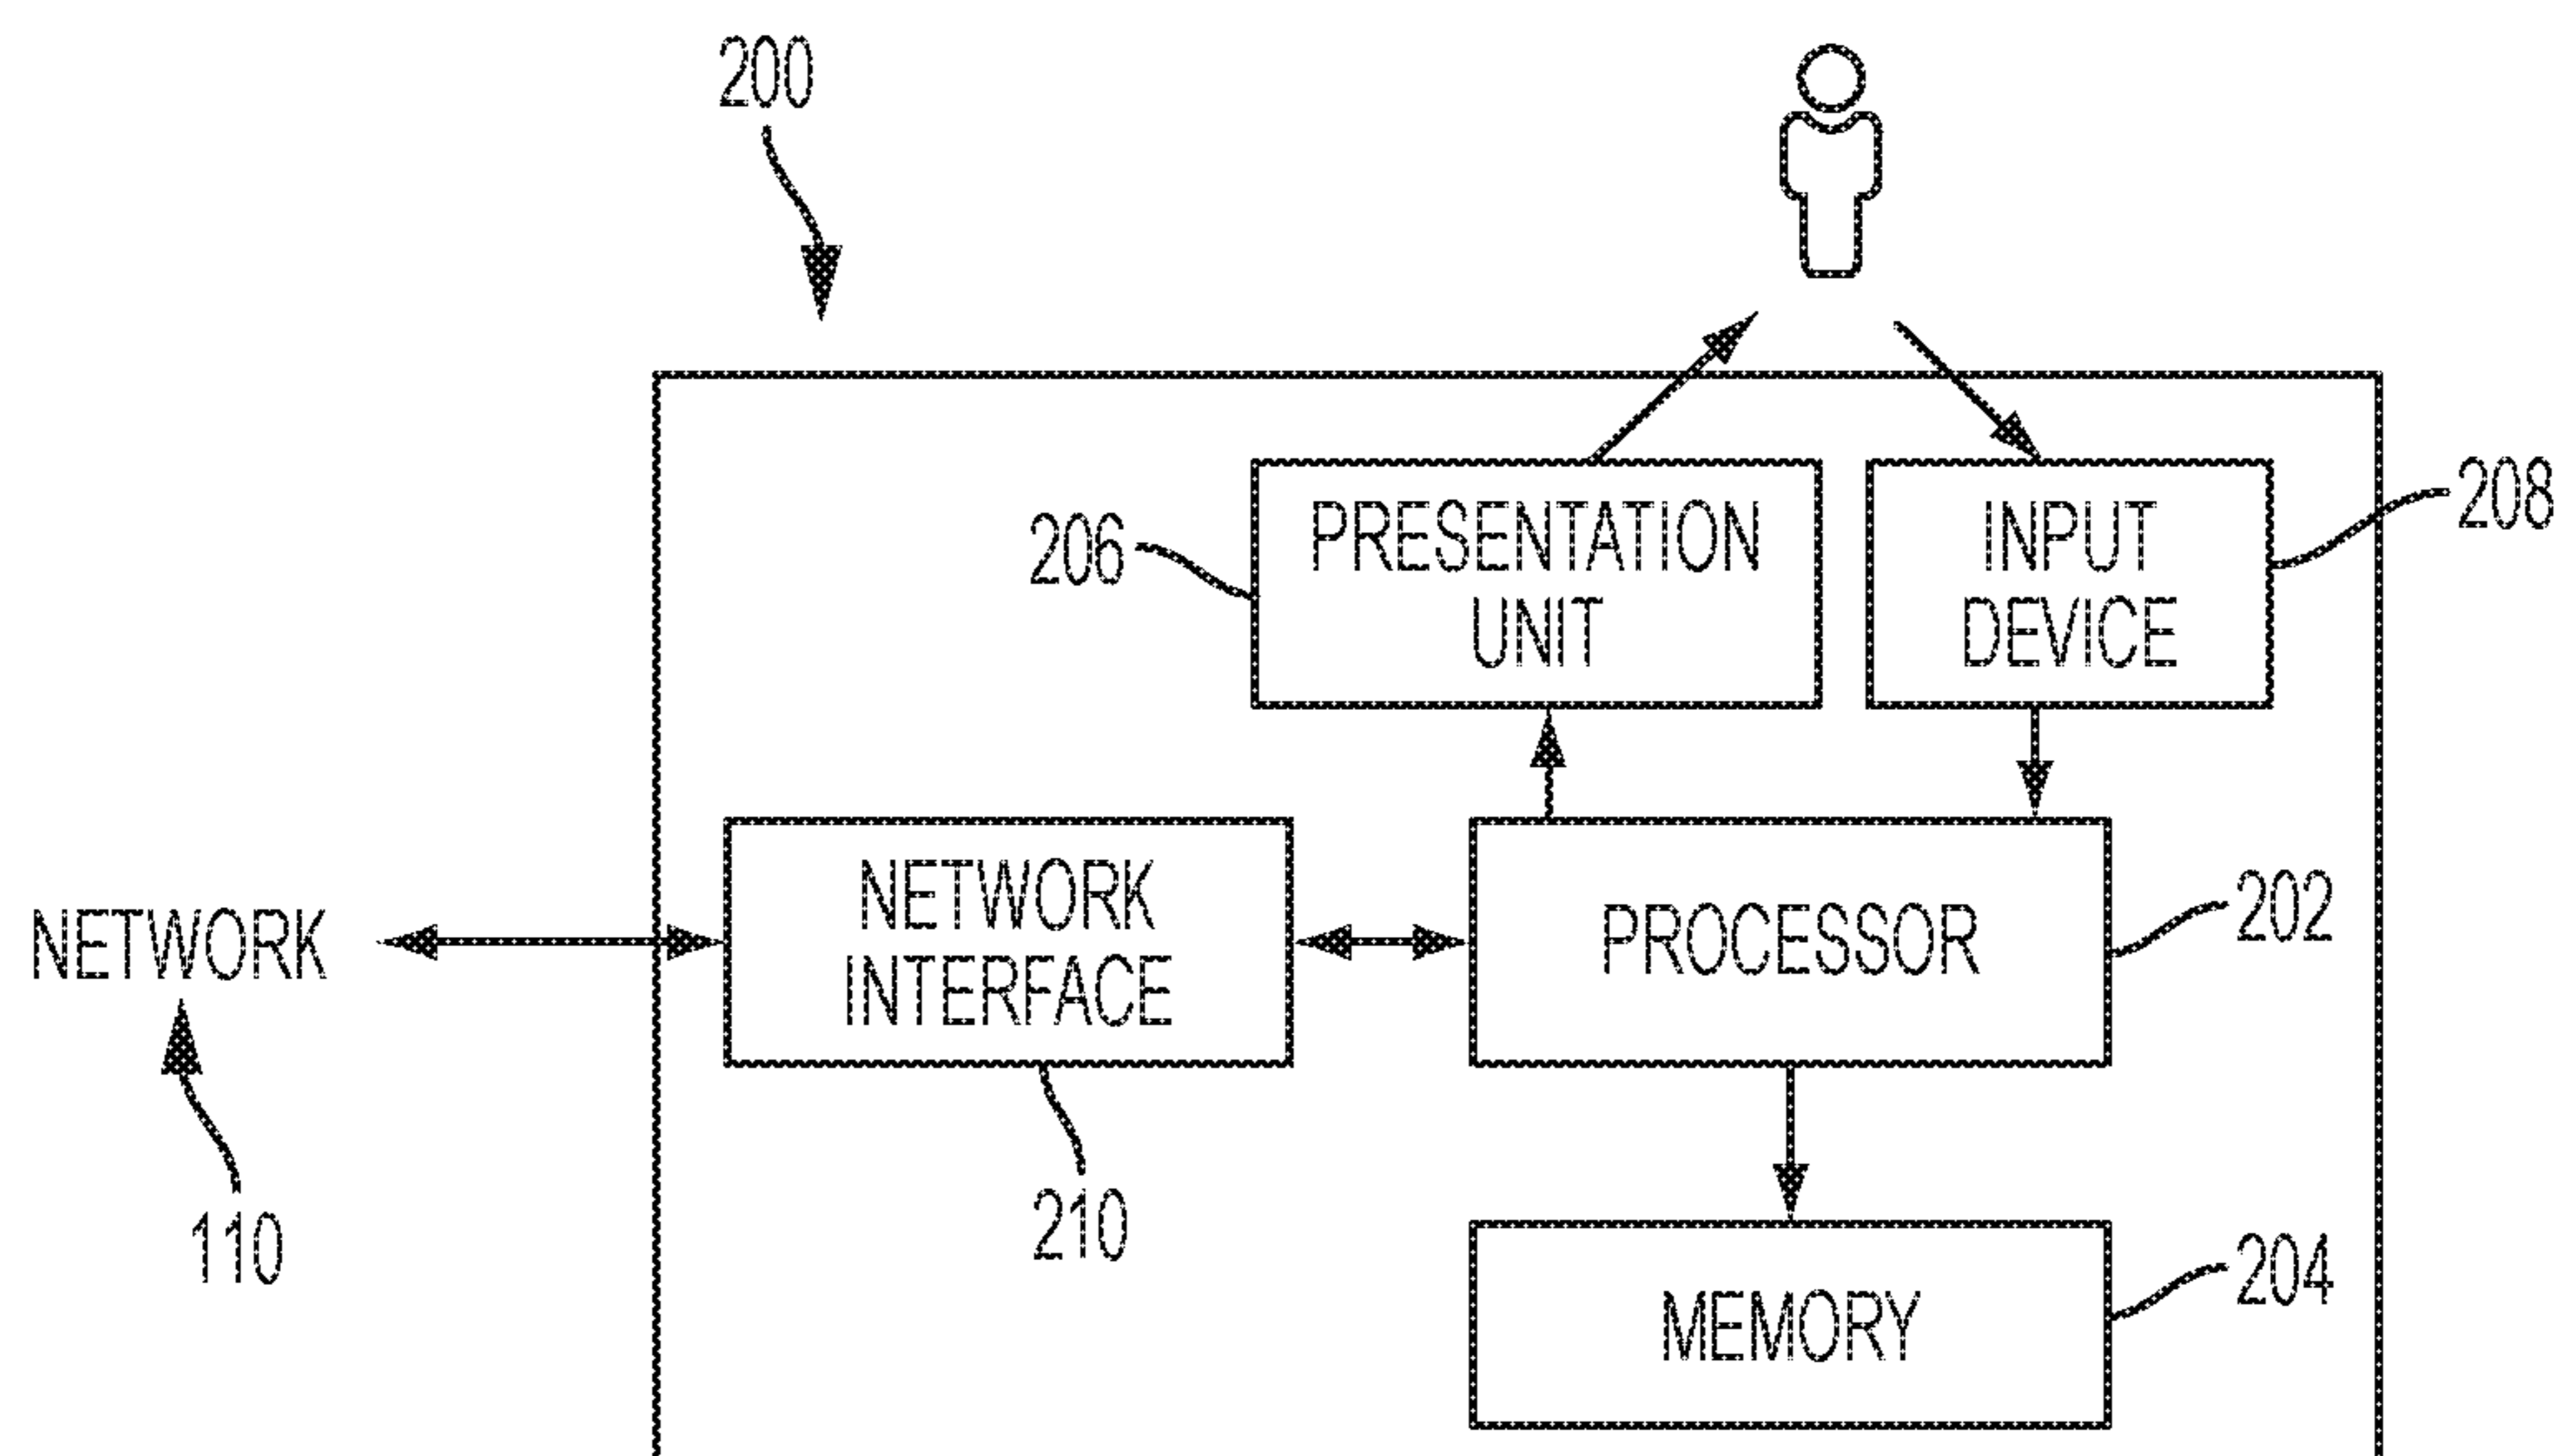 200
PRESENTATION
UNIT
206
INPUT
DEVICE
208
NETWORK
110
NETWORK
INTERFACE
210
PROCESSOR
202
MEMORY
204